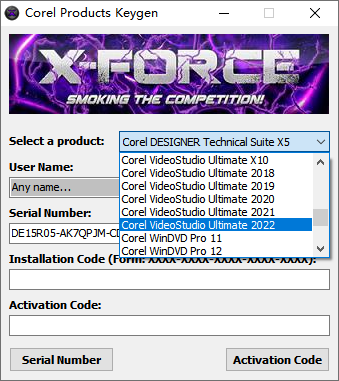 Corel Products Keygen
X-FORCE
SMOKING THE COMPETITION!
Select a product: Corel DESIGNER Technical Suite X5
Corel VideoStudio Ultimate X10
User Name: Corel VideoStudio Ultimate 2018
Any name... Corel VideoStudio Ultimate 2019
Corel VideoStudio Ultimate 2020
Serial Number: Corel VideoStudio Ultimate 2021
Corel VideoStudio Ultimate 2022
DE15R05-AK7QPJM- Corel WinDVD Pro 11
Corel WinDVD Pro 12
Installation Code (Form: XXXX-XXXX-XXXX-XXXX-XXXX):
Activation Code:
Serial Number Activation Code